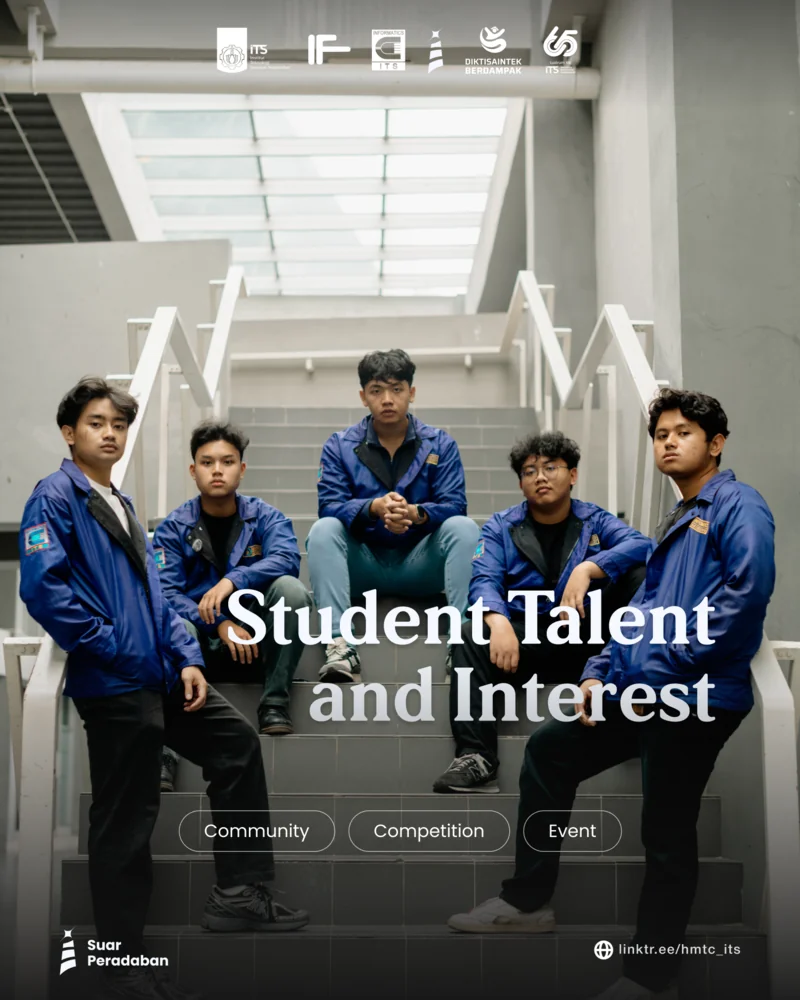 ITS
INFORMATICS
ITS
DIKTISAINTEK
BERDAMPAK
65
ITS
Student Talent
and Interest
Community
Competition
Event
Suar
Peradaban
linktr.ee/hmtc_its